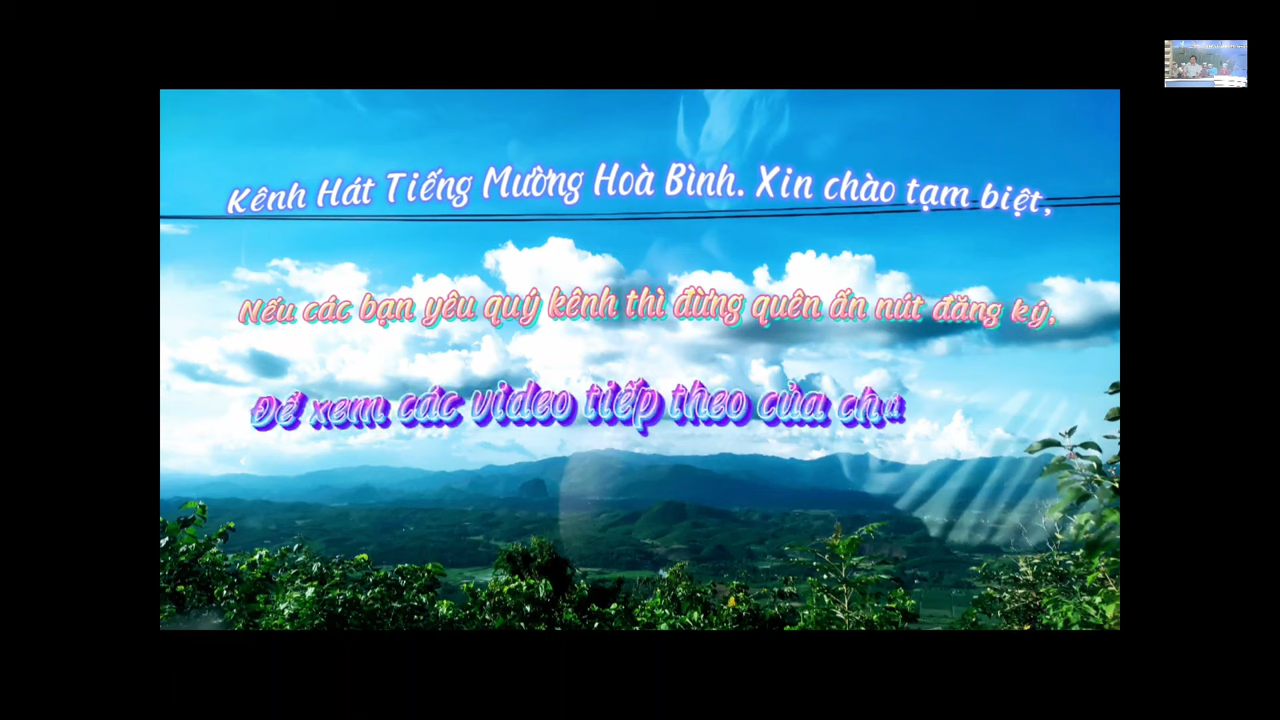 Kênh Hát Tiếng Mường Hoà Bình. Xin chào tạm biệt,
Nếu các bạn yêu quý kênh thì đừng quên ấn nút đăng ký,
Để xem các video tiếp theo của